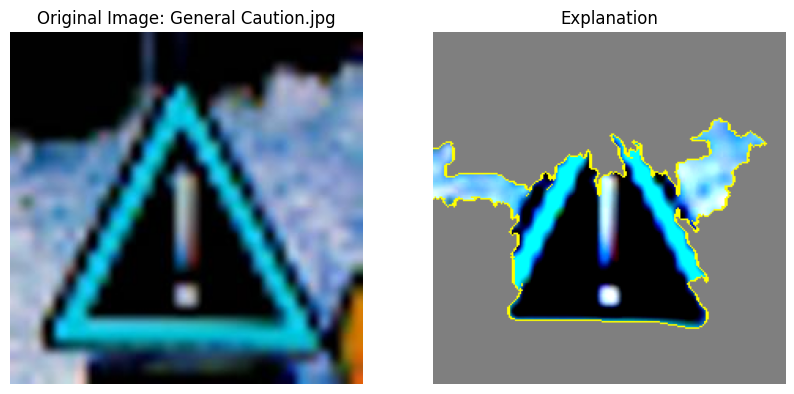 Original Image: General Caution.jpg
Explanation
!
!